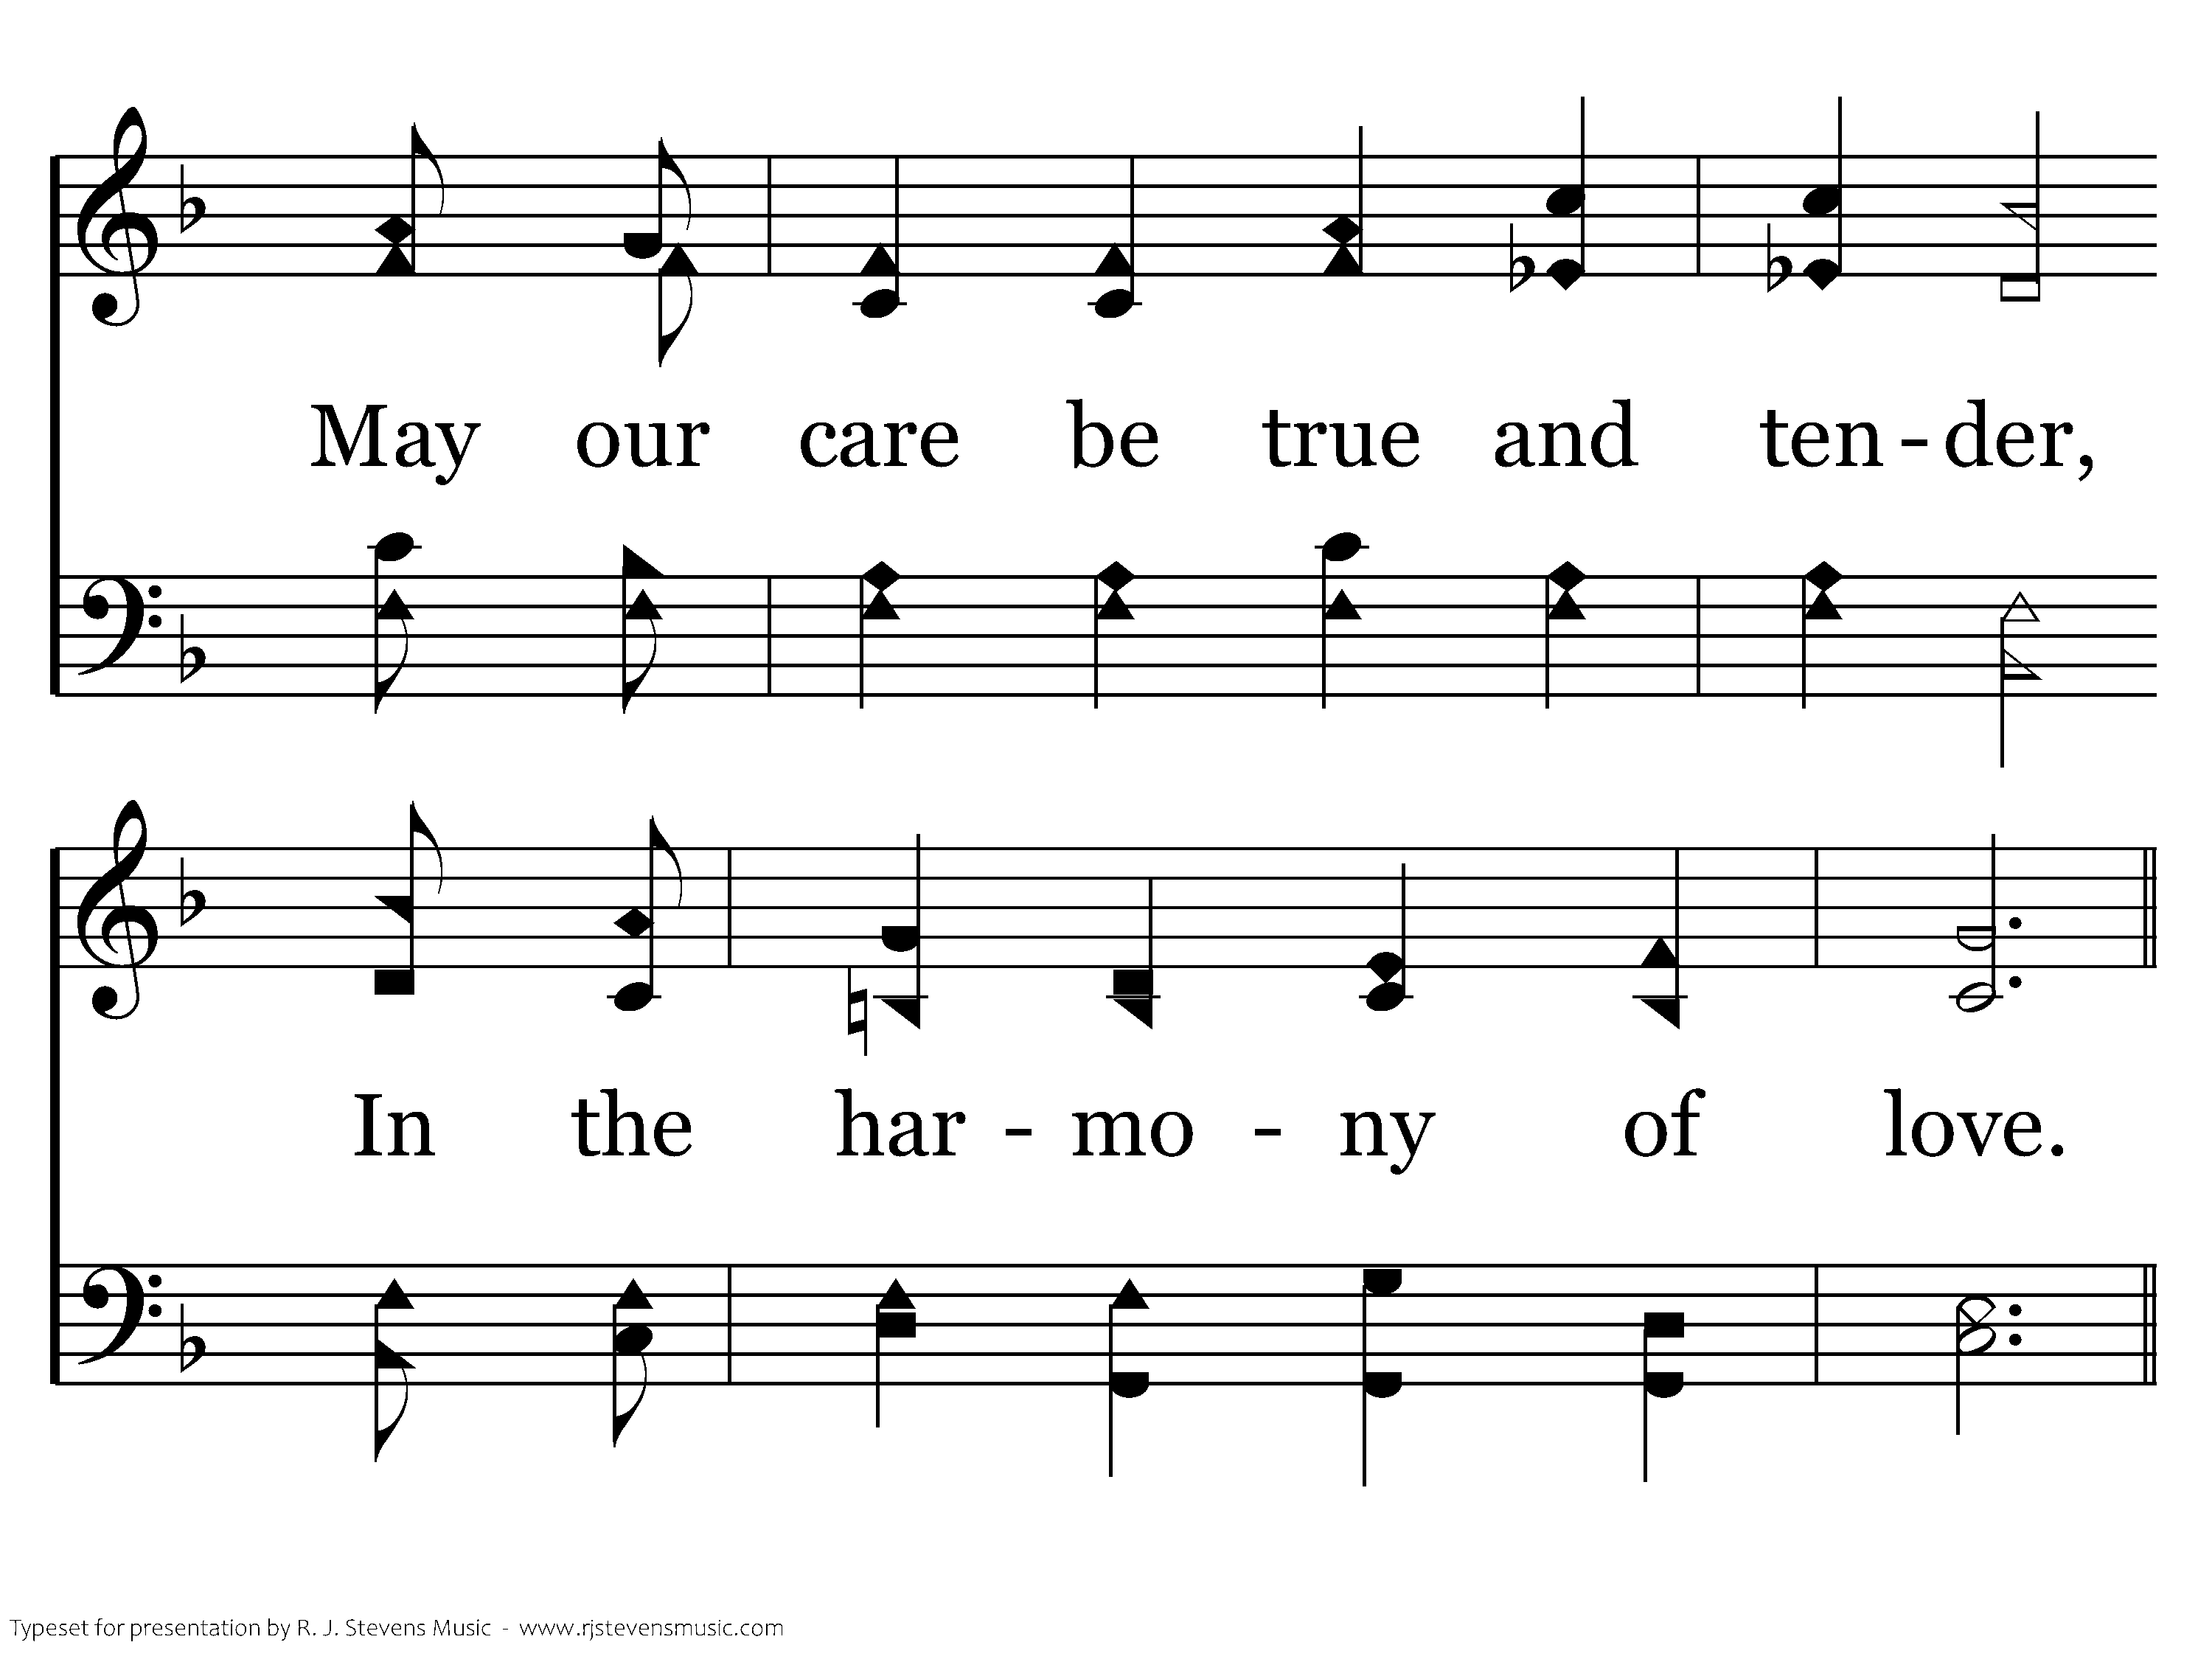 May our care be true and ten - der,
In the har - mo - ny of love.
Typeset for presentation by R. J. Stevens Music - www.rjstevensmusic.com